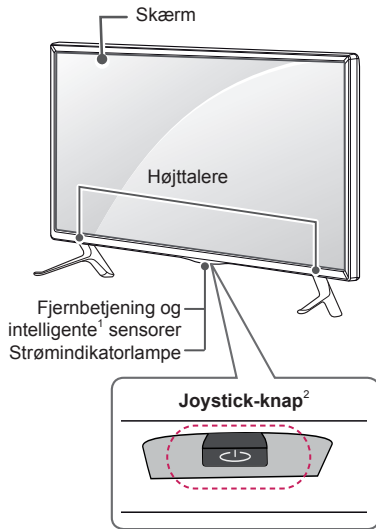 Skærm
Højttalere
Fjernbetjening og
intelligente¹ sensorer
Strømindikatorlampe
Joystick-knap²